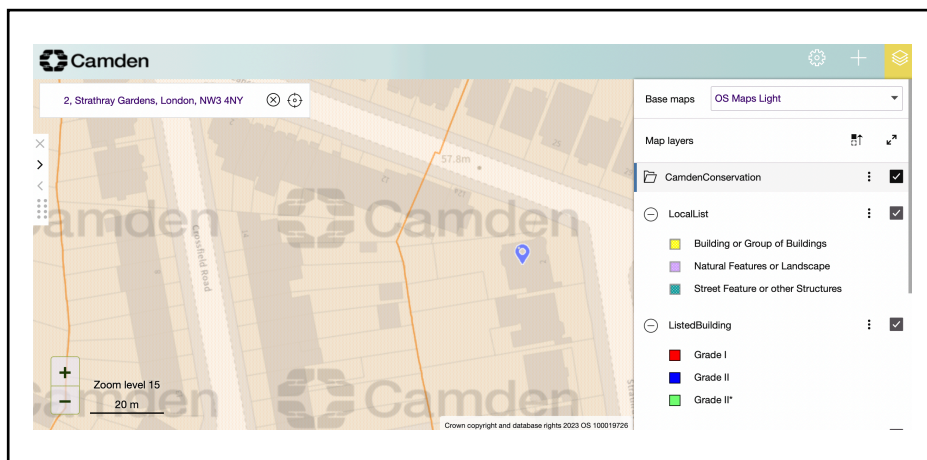 Camden
2, Strathray Gardens, London, NW3 4NY
Base maps
OS Maps Light
Map layers
CamdenConservation
LocalList
Building or Group of Buildings
Natural Features or Landscape
Street Feature or other Structures
ListedBuilding
Grade I
Grade II
Grade II*
57.8m
Crossfield Road
Camden
Camden
Camden
Camden
Zoom level 15
20 m
Crown copyright and database rights 2023 OS 100019726